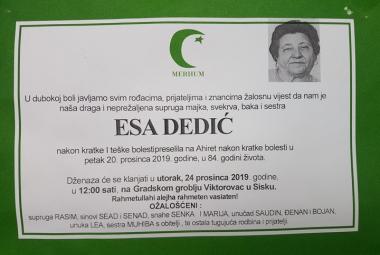 MERHUM
U dubokoj boli javljamo svim rođacima, prijateljima i znancima žalosnu vijest da nam je
naša draga i neprežaljena supruga majka, svekrva, baka i sestra
ESA DEDIĆ
nakon kratke I teške bolestipreselila na Ahiret nakon kratke bolesti u
petak 20. prosinca 2019. godine, u 84. godini života.
Dženaza će se klanjati u utorak, 24 prosinca 2019. godine,
u 12:00 sati, na Gradskom groblju Viktorovac u Sisku.
Rahmetullahi alejha rahmeten vasiaten!
OŽALOŠĆENI :
supruga RASIM, sinovi SEAD i SENAD, snahe SENKA I MARIJA, unučad SAUDIN, ĐENAN i BOJAN,
unuka LEA, sestra MUHIBA s obitelji , te ostala tugujuća rodbina i prijatelji.